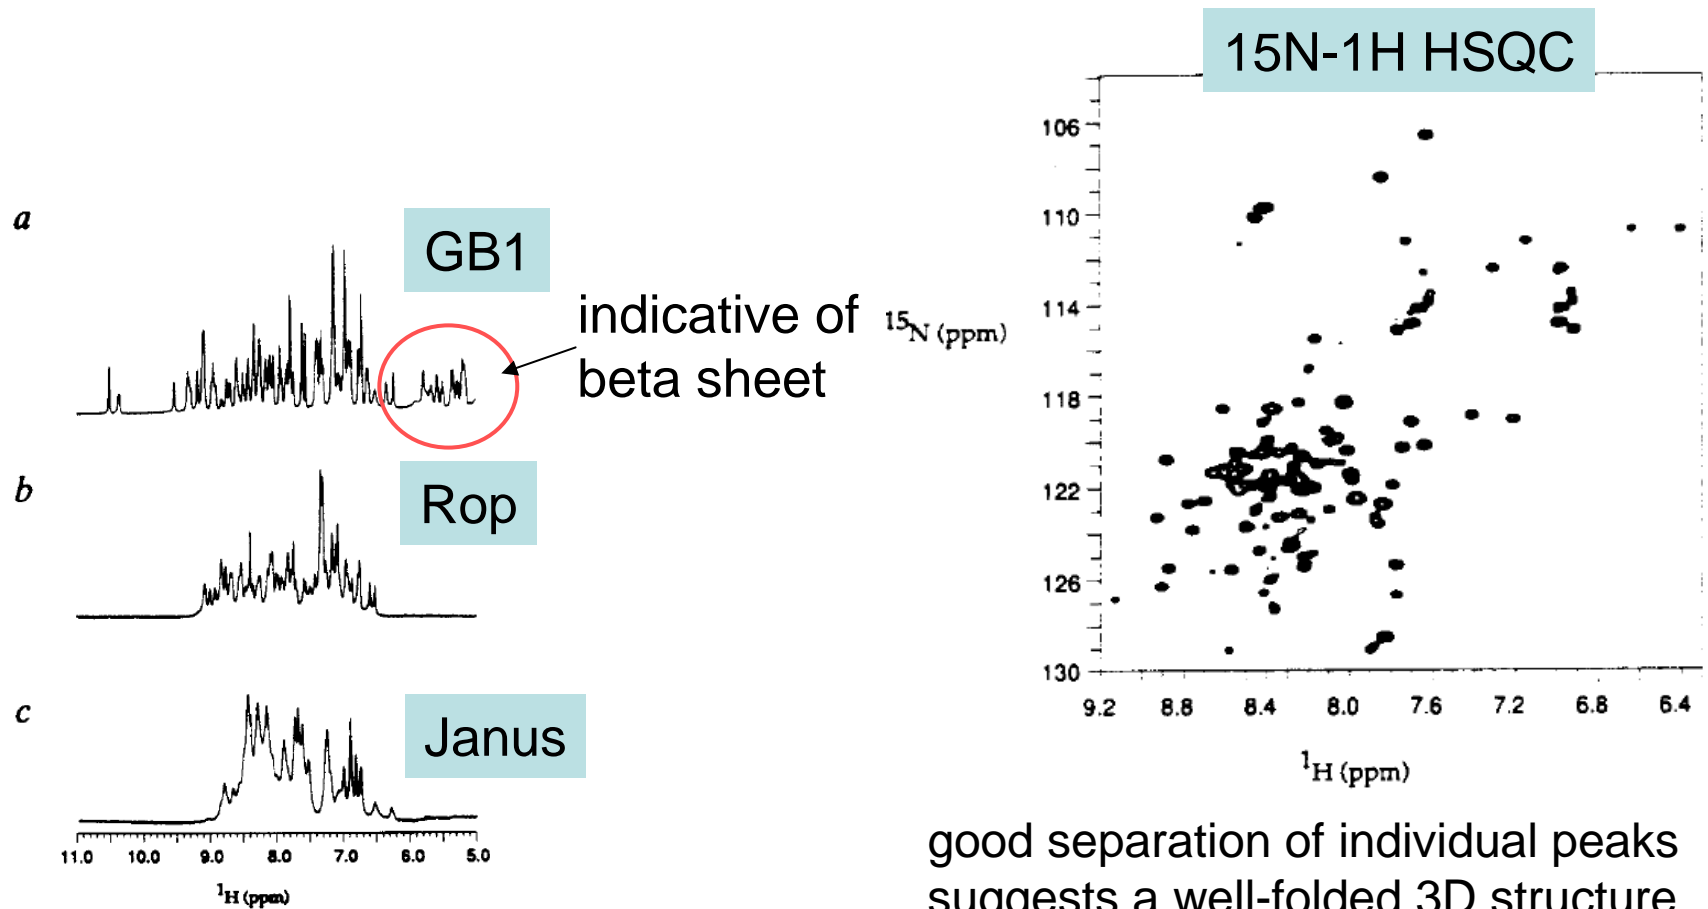 a
GB1
indicative of
beta sheet
b
Rop
c
Janus
11.0 10.0 9.0 8.0 7.0 6.0 5.0
1H (ppm)
15N-1H HSQC
106
110
114
15N (ppm)
118
122
126
130
9.2 8.8 8.4 8.0 7.6 7.2 6.8 6.4
1H (ppm)
good separation of individual peaks
suggests a well-folded 3D structure